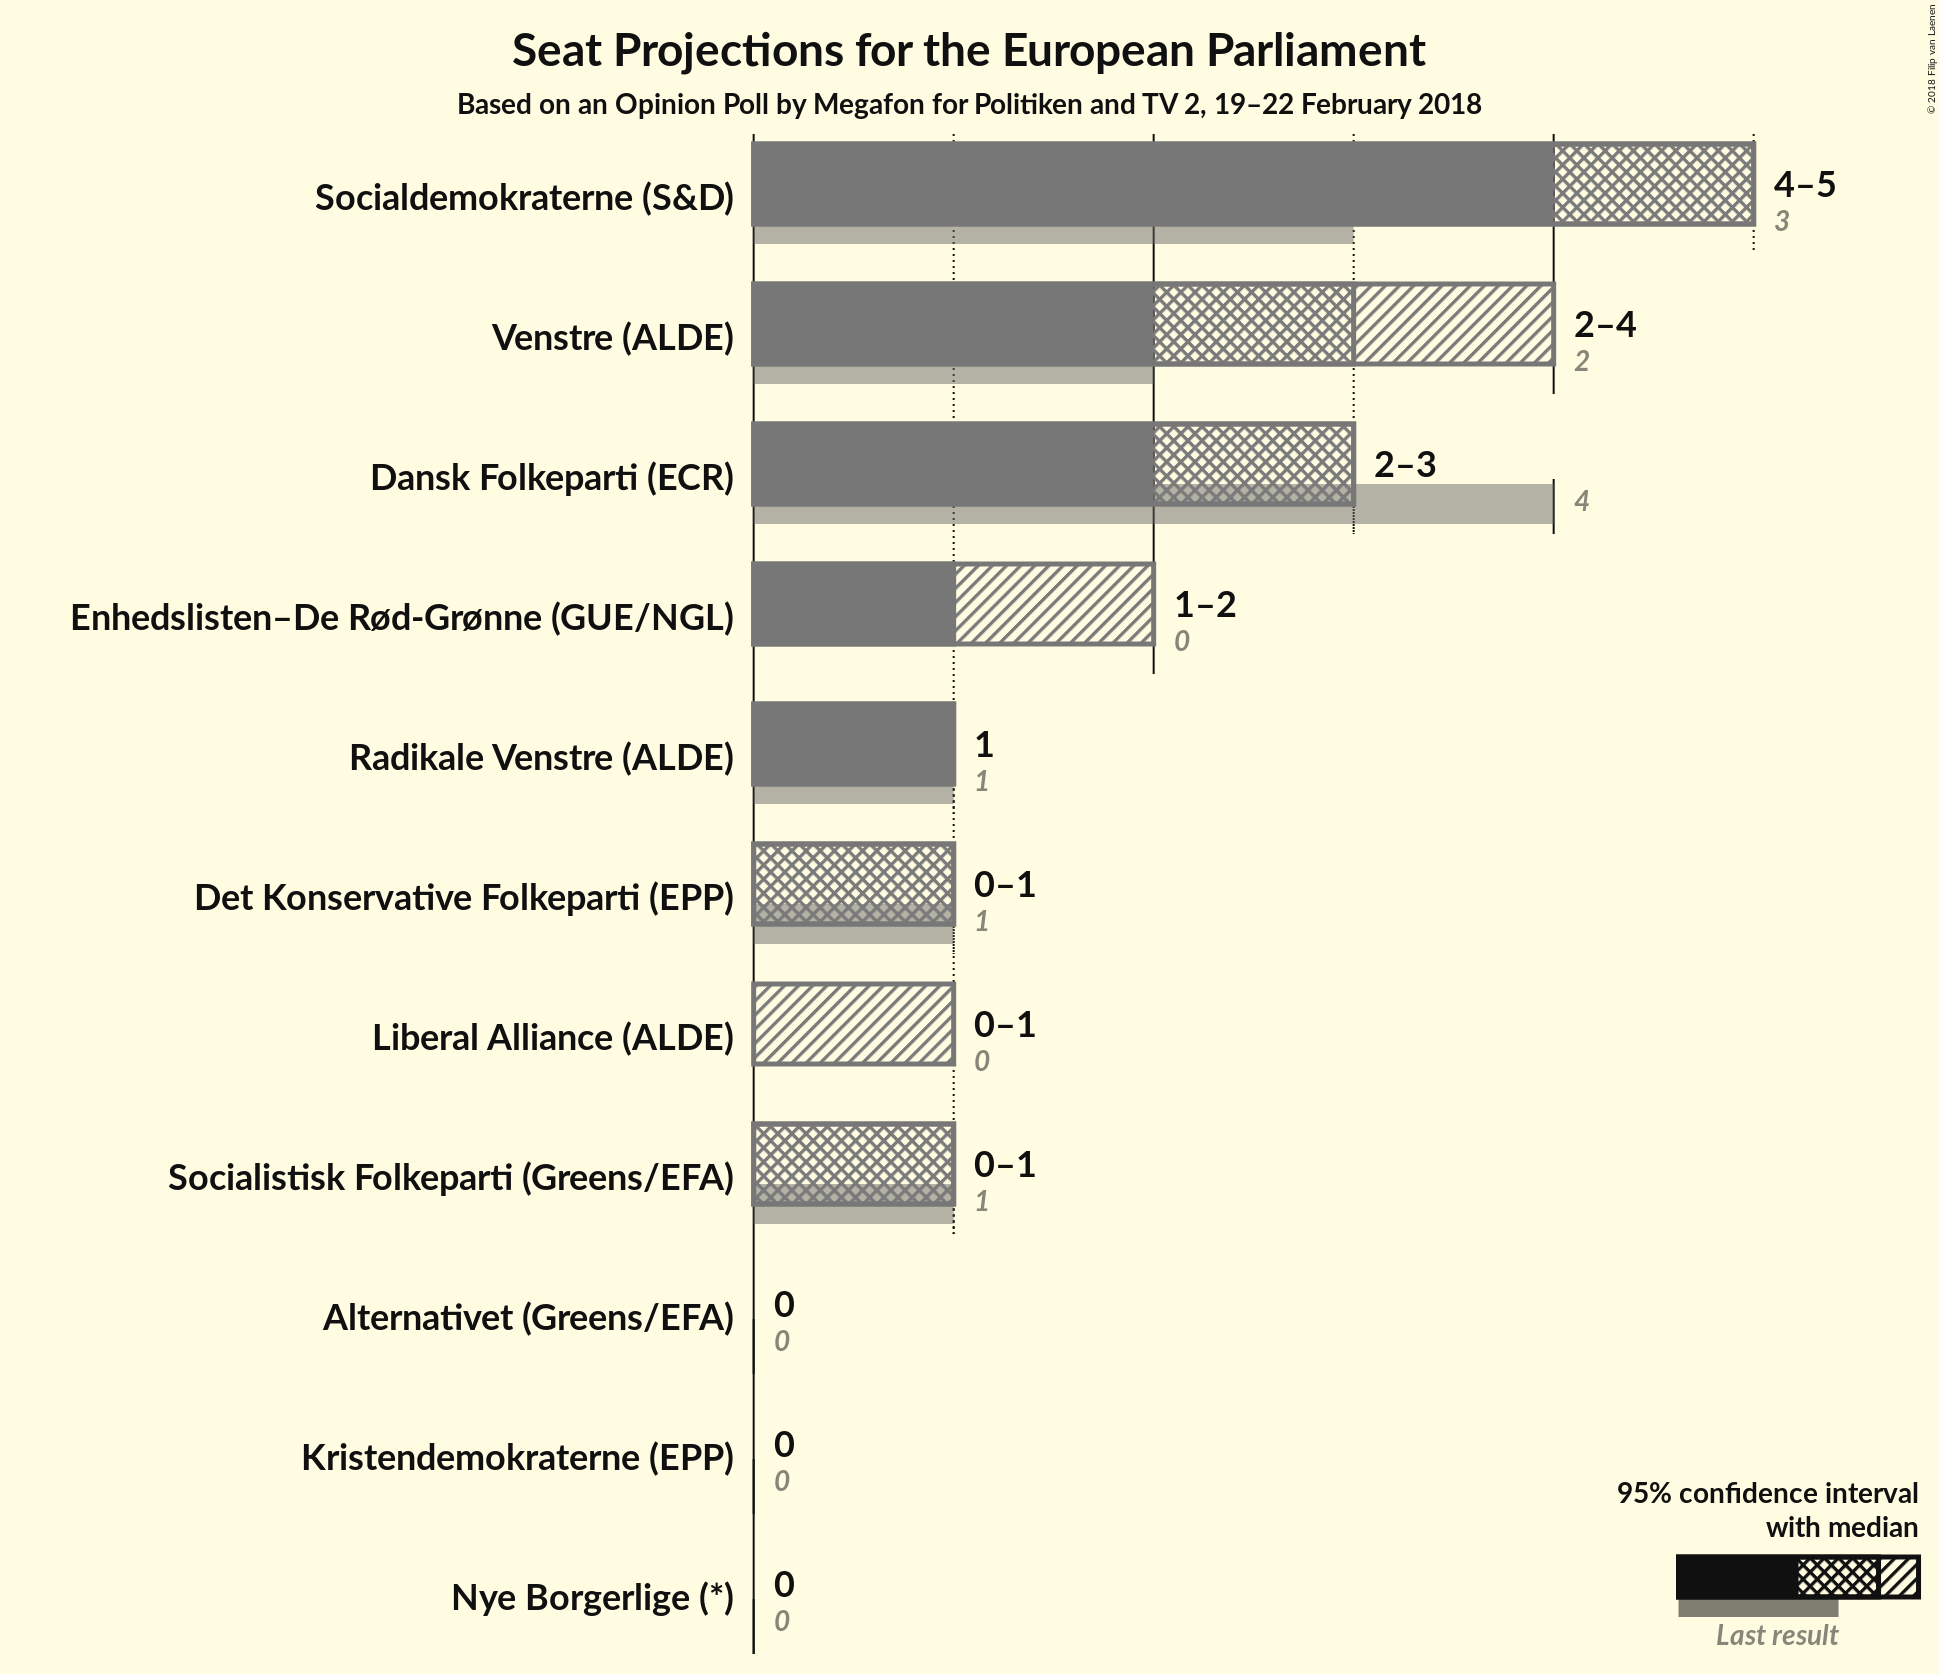 Seat Projections for the European Parliament
Based on an Opinion Poll by Megafon for Politiken and TV 2, 19–22 February 2018
© 2018 Filip van Laenen
Socialdemokraterne (S&D)
4–5
3
Venstre (ALDE)
2–4
2
Dansk Folkeparti (ECR)
2–3
4
Enhedslisten–De Rød-Grønne (GUE/NGL)
1–2
0
Radikale Venstre (ALDE)
1
1
Det Konservative Folkeparti (EPP)
0–1
1
Liberal Alliance (ALDE)
0–1
0
Socialistisk Folkeparti (Greens/EFA)
0–1
1
Alternativet (Greens/EFA)
0
0
Kristendemokraterne (EPP)
0
0
Nye Borgerlige (*)
0
0
95% confidence interval
with median
Last result